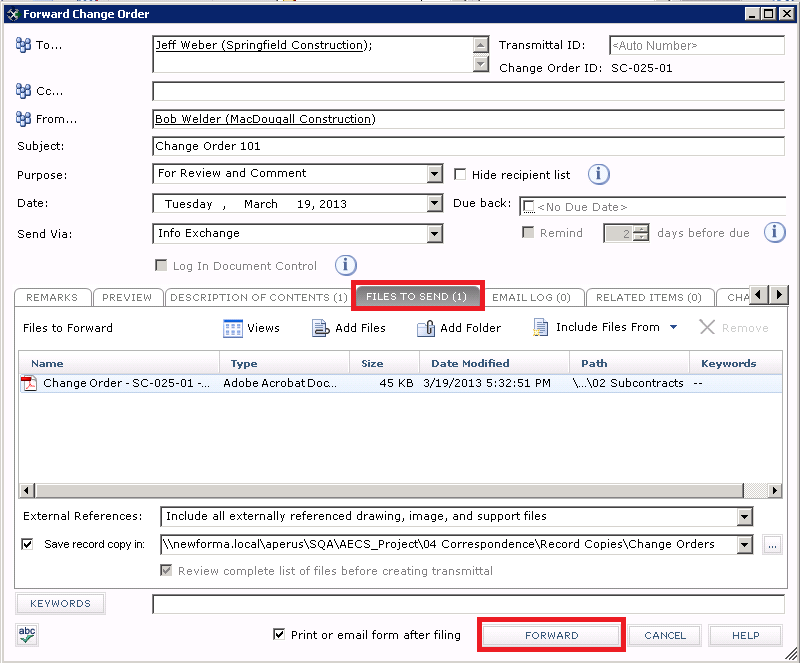 Forward Change Order
To... Jeff Weber (Springfield Construction); Transmittal ID: <Auto Number>
Change Order ID: SC-025-01
Cc...
From... Bob Welder (MacDougall Construction)
Subject: Change Order 101
Purpose: For Review and Comment Hide recipient list i
Date: Tuesday , March 19, 2013 Due back: <No Due Date>
Send Via: Info Exchange Remind 2 days before due i
Log In Document Control i
REMARKS PREVIEW DESCRIPTION OF CONTENTS (1) FILES TO SEND (1) EMAIL LOG (0) RELATED ITEMS (0) CHA
Files to Forward Views Add Files Add Folder Include Files From Remove
Name Type Size Date Modified Path Keywords
Change Order - SC-025-01 -... Adobe Acrobat Doc... 45 KB 3/19/2013 5:32:51 PM \...\02 Subcontracts --
External References: Include all externally referenced drawing, image, and support files
Save record copy in: \\newforma.local\aperus\SQA\AECS_Project\04 Correspondence\Record Copies\Change Orders ...
Review complete list of files before creating transmittal
KEYWORDS
abc Print or email form after filing FORWARD CANCEL HELP